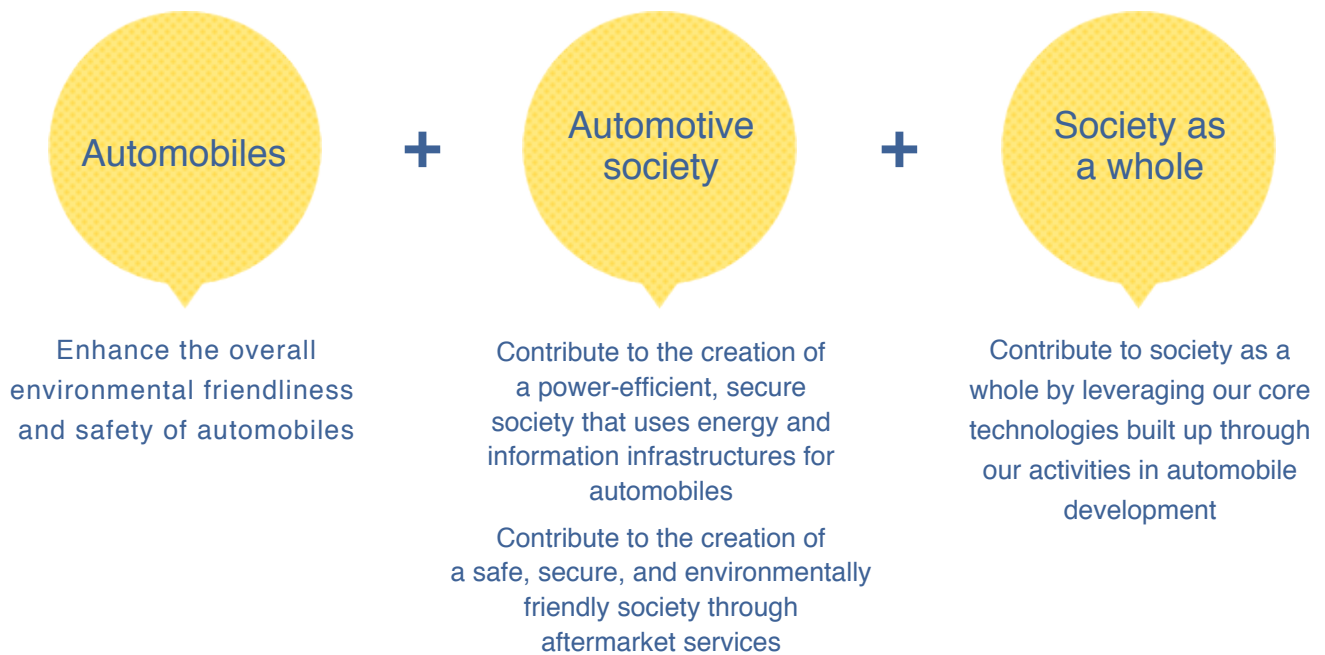 Automobiles
+
Automotive
society
+
Society as
a whole
Enhance the overall
environmental friendliness
and safety of automobiles
Contribute to the creation of
a power-efficient, secure
society that uses energy and
information infrastructures for
automobiles
Contribute to the creation of
a safe, secure, and environmentally
friendly society through
aftermarket services
Contribute to society as a
whole by leveraging our core
technologies built up through
our activities in automobile
development